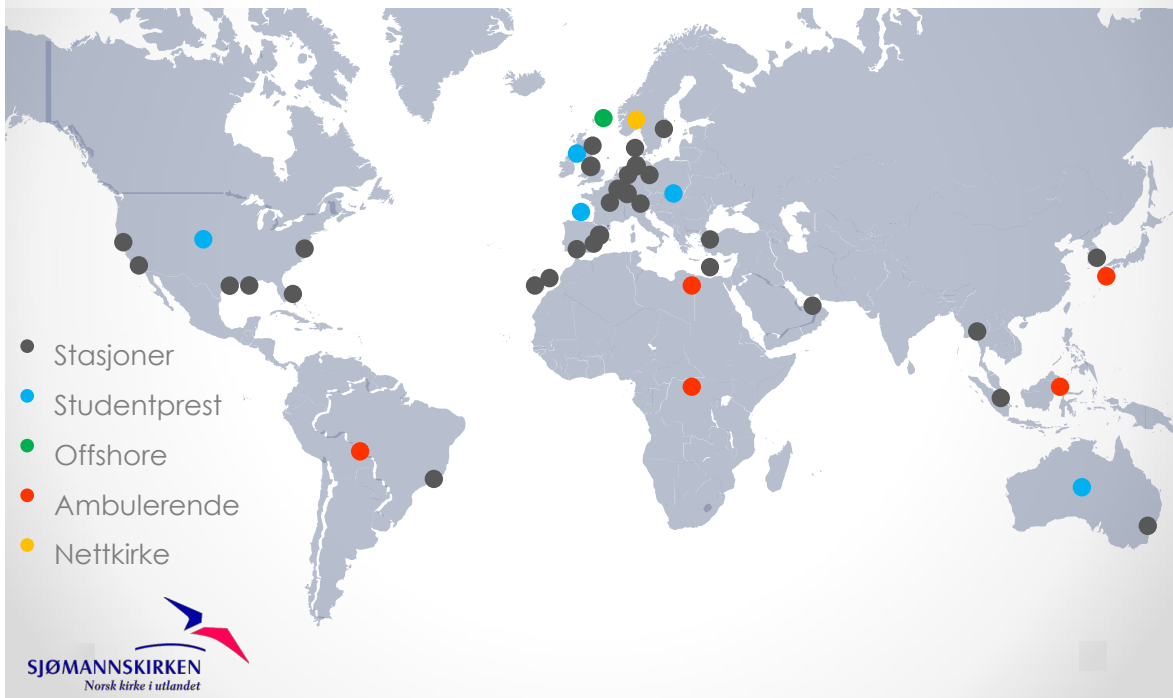 Stasjoner
Studentprest
Offshore
Ambulerende
Nettkirke
SJØMANNSKIRKEN
Norsk kirke i utlandet